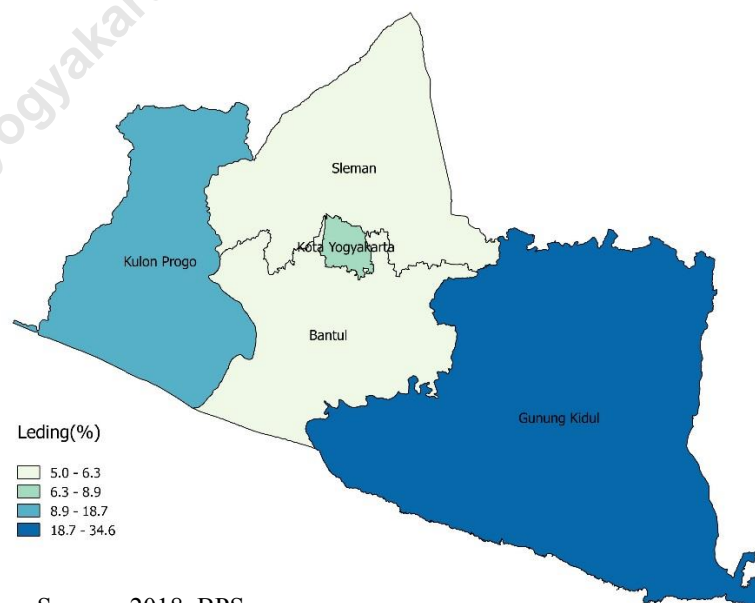 Sleman
Kota Yogyakarta
Kulon Progo
Bantul
Gunung Kidul
Leding(%)
5.0 - 6.3
6.3 - 8.9
8.9 - 18.7
18.7 - 34.6
2018, BPS